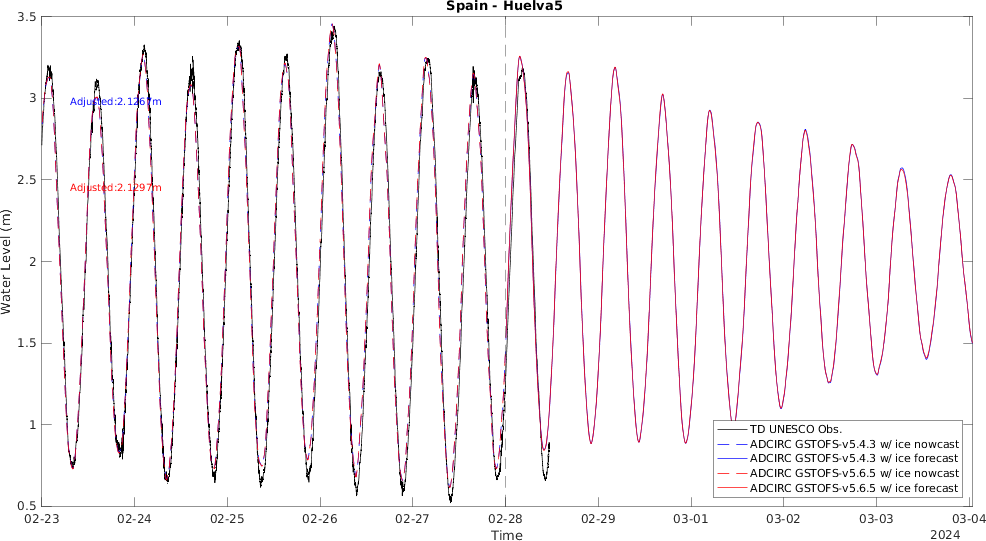 Spain - Huelva5
3.5
3
2.5
2
1.5
1
0.5
Water Level (m)
Adjusted:2.1267m
Adjusted:2.1297m
TD UNESCO Obs.
ADCIRC GSTOFS-v5.4.3 w/ ice nowcast
ADCIRC GSTOFS-v5.4.3 w/ ice forecast
ADCIRC GSTOFS-v5.6.5 w/ ice nowcast
ADCIRC GSTOFS-v5.6.5 w/ ice forecast
02-23 02-24 02-25 02-26 02-27 02-28 02-29 03-01 03-02 03-03 03-04
Time
2024